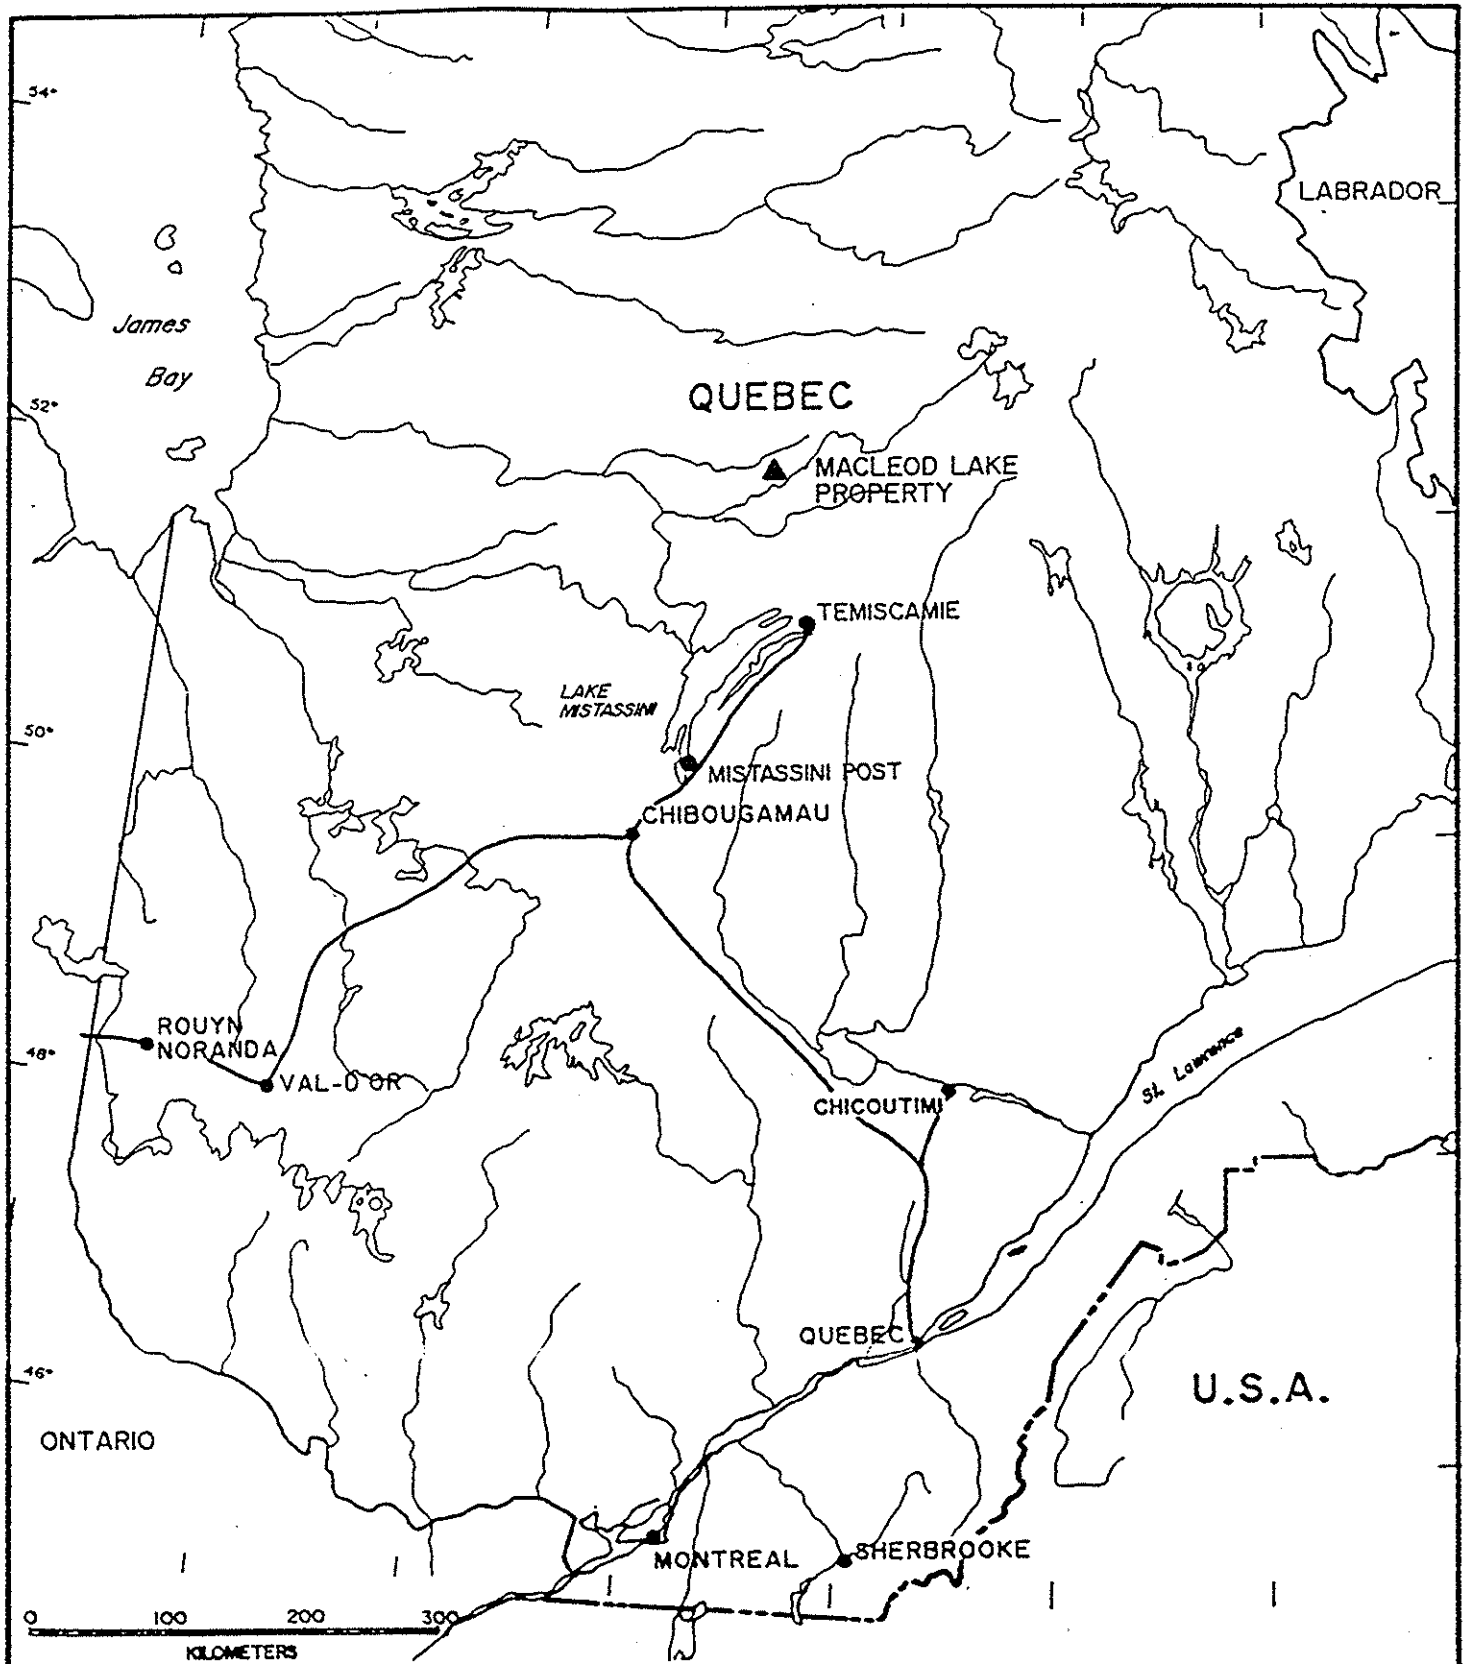 54°
LABRADOR
James
Bay
52°
QUEBEC
MACLEOD LAKE
PROPERTY
TEMISCAMIE
LAKE
MISTASSINI
50°
MISTASSINI POST
CHIBOUGAMAU
ROUYN
NORANDA
48°
VAL-D'OR
CHICOUTIMI
St. Lawrence
QUEBEC
46°
U.S.A.
ONTARIO
MONTREAL
SHERBROOKE
0 100 200 300
KILOMETERS